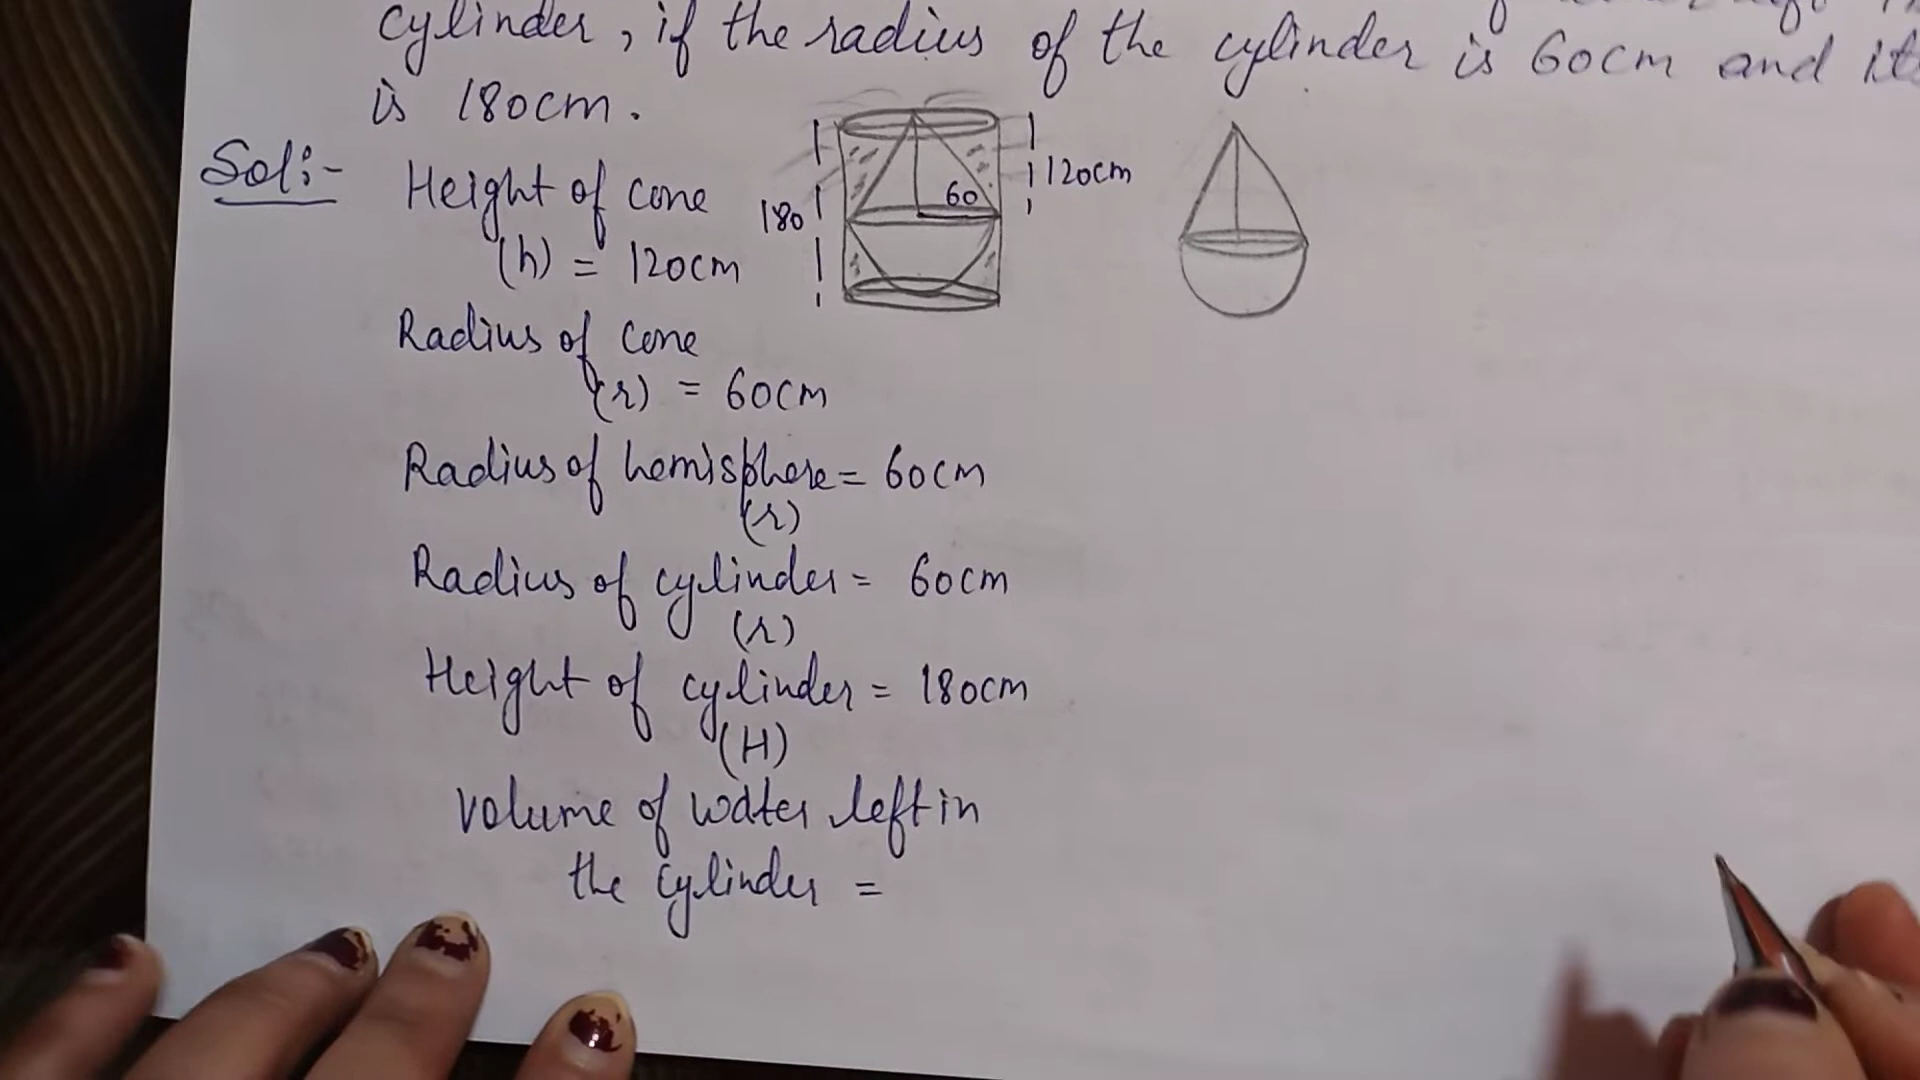 cylinder, if the radius of the cylinder is 60cm and its
is 180cm.
Sol:- Height of cone
(h) = 120cm
180
60
120cm
Radius of cone
(r) = 60cm
Radius of hemisphere = 60cm
(r)
Radius of cylinder = 60cm
(r)
Height of cylinder = 180cm
(H)
volume of water left in
the cylinder =